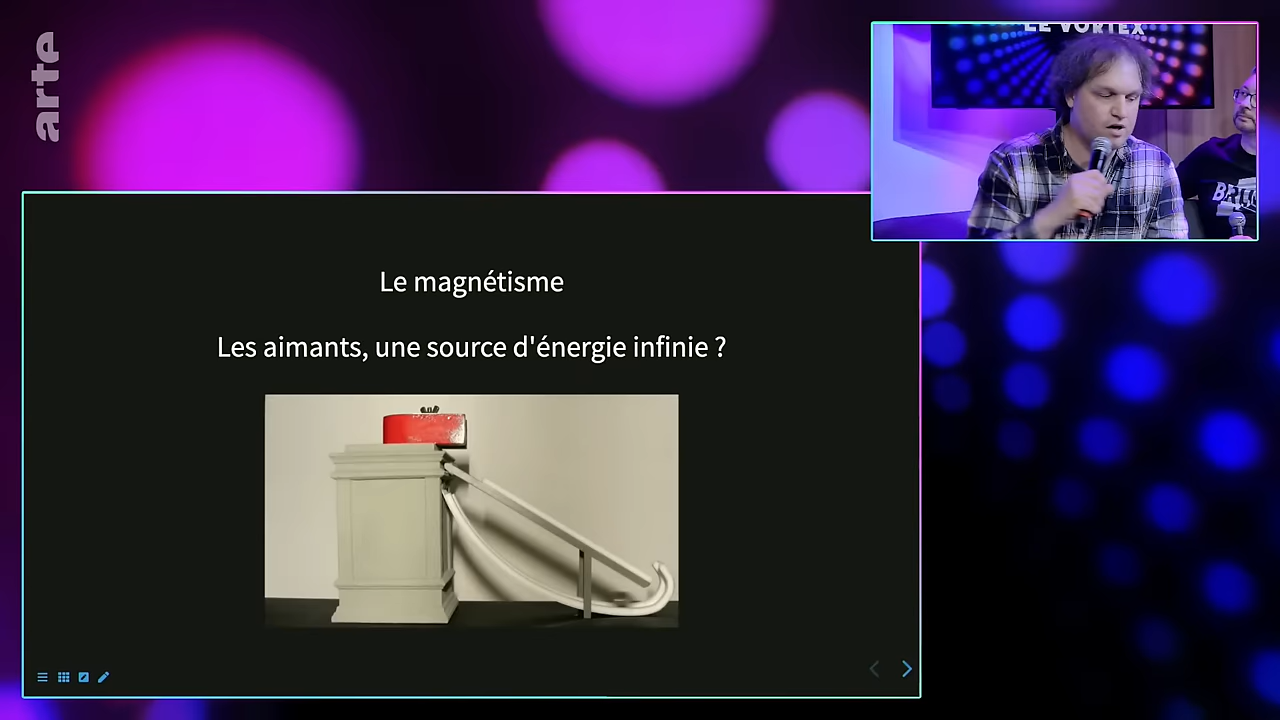 arte
LE VORTEX
Le magnétisme
Les aimants, une source d'énergie infinie ?